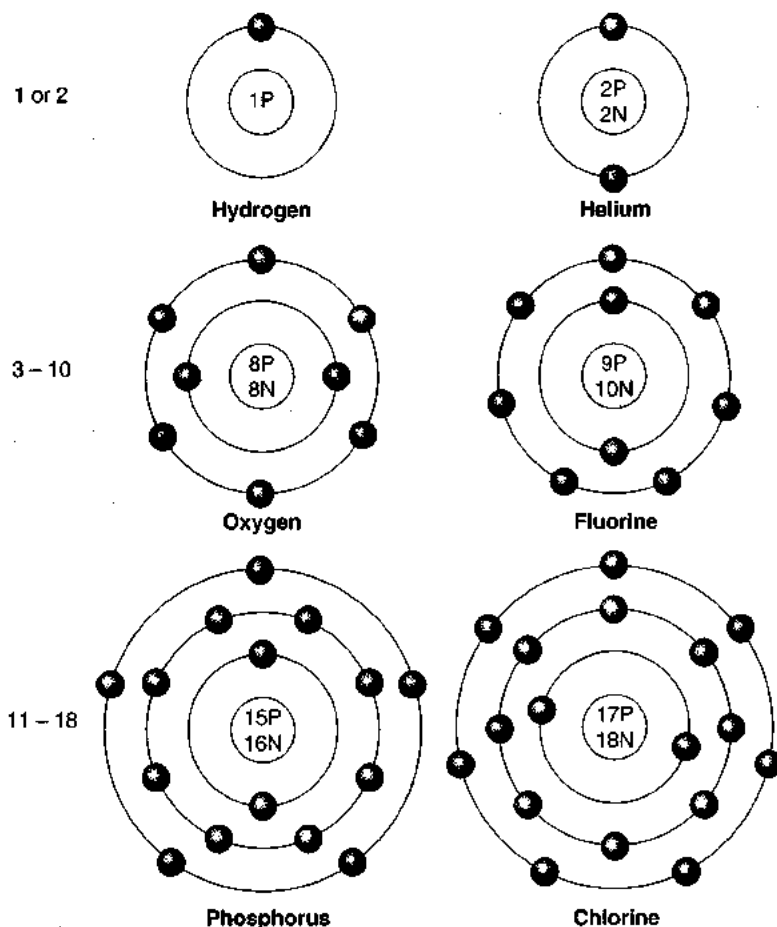 1 or 2
1P
2P
2N
Hydrogen
Helium
3 – 10
8P
8N
9P
10N
Oxygen
Fluorine
11 – 18
15P
16N
17P
18N
Phosphorus
Chlorine